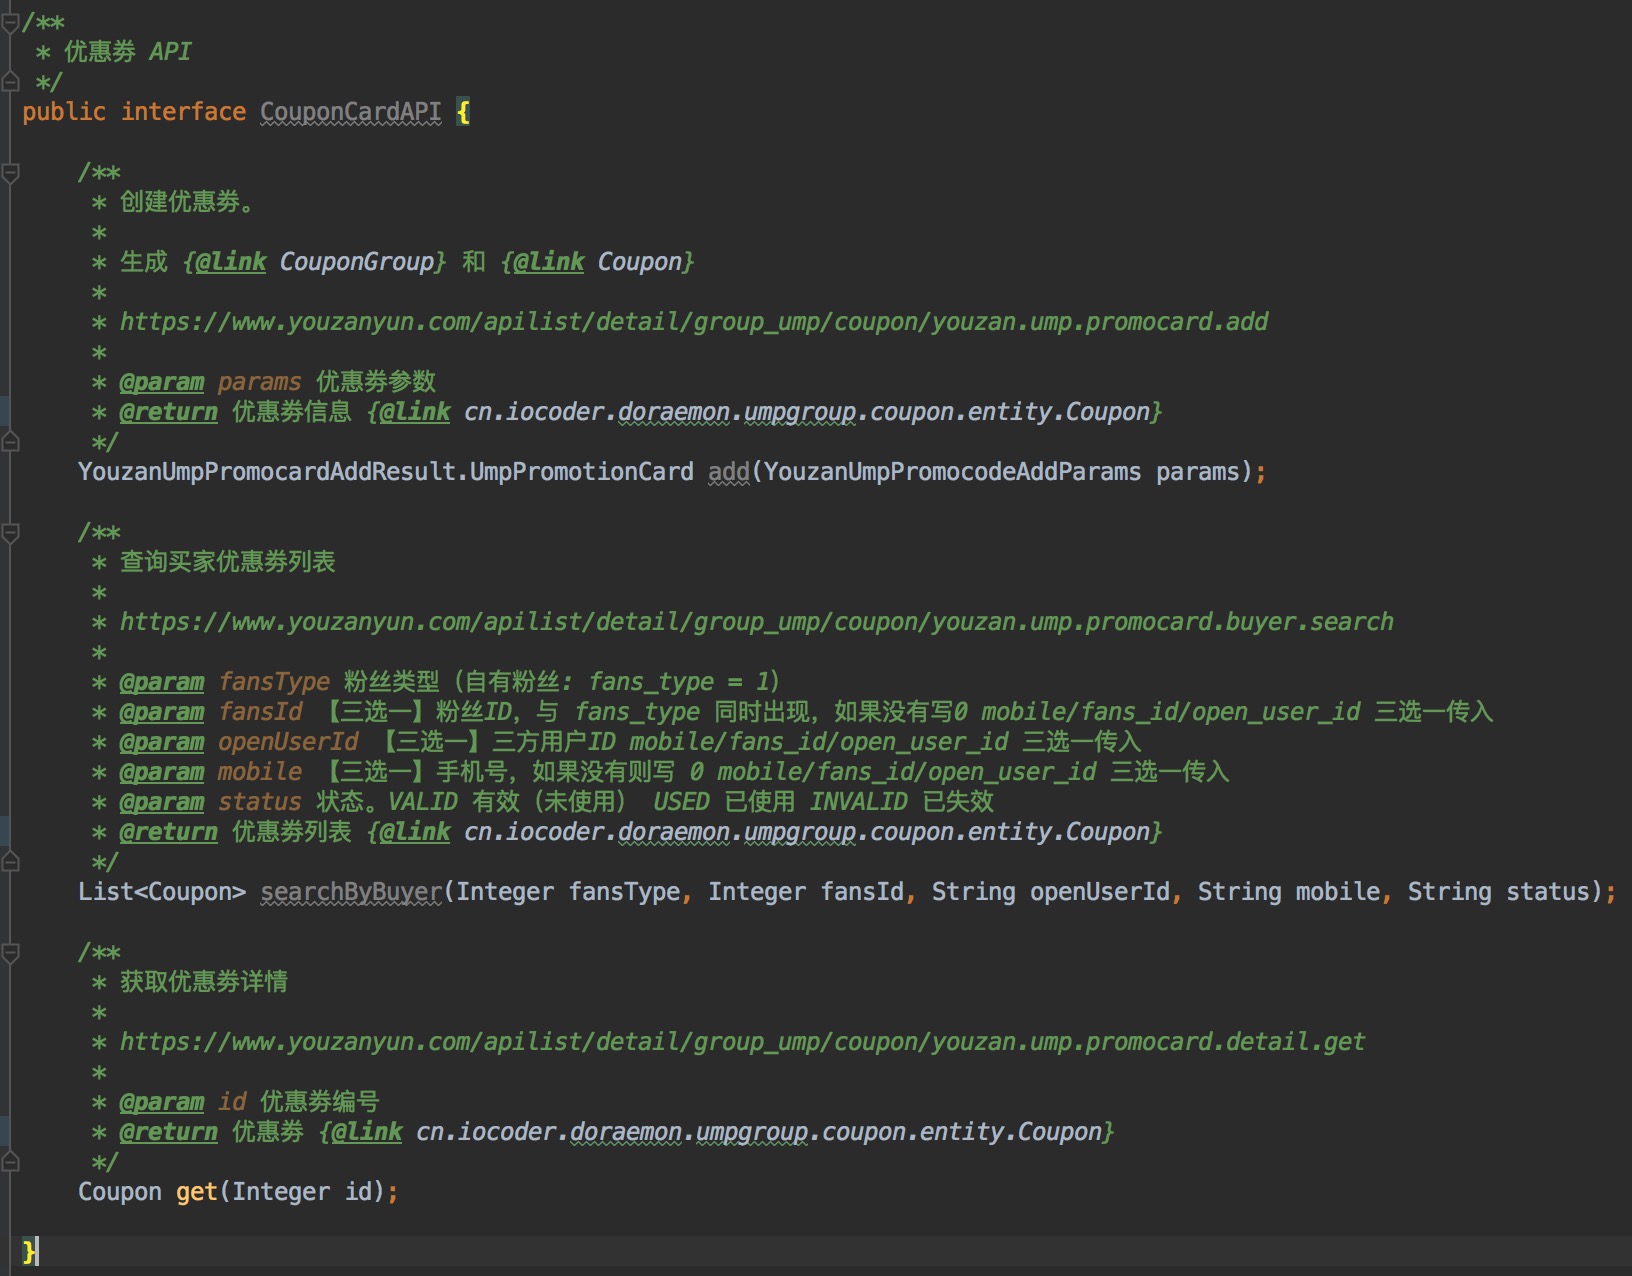 /**
 * 优惠劵 API
 */
public interface CouponCardAPI {
/**
 * 创建优惠劵。
 *
 * 生成 {@link CouponGroup} 和 {@link Coupon}
 *
 * https://www.youzanyun.com/apilist/detail/group_ump/coupon/youzan.ump.promocard.add
 *
 * @param params 优惠劵参数
 * @return 优惠劵信息 {@link cn.iocoder.doraemon.umpgroup.coupon.entity.Coupon}
 */
YouzanUmpPromocardAddResult.UmpPromotionCard add(YouzanUmpPromocodeAddParams params);
/**
 * 查询买家优惠券列表
 *
 * https://www.youzanyun.com/apilist/detail/group_ump/coupon/youzan.ump.promocard.buyer.search
 *
 * @param fansType 粉丝类型（自有粉丝: fans_type = 1）
 * @param fansId 【三选一】粉丝ID，与 fans_type 同时出现，如果没有写0 mobile/fans_id/open_user_id 三选一传入
 * @param openUserId 【三选一】三方用户ID mobile/fans_id/open_user_id 三选一传入
 * @param mobile 【三选一】手机号，如果没有则写 0 mobile/fans_id/open_user_id 三选一传入
 * @param status 状态。VALID 有效（未使用） USED 已使用 INVALID 已失效
 * @return 优惠劵列表 {@link cn.iocoder.doraemon.umpgroup.coupon.entity.Coupon}
 */
List<Coupon> searchByBuyer(Integer fansType, Integer fansId, String openUserId, String mobile, String status);
/**
 * 获取优惠劵详情
 *
 * https://www.youzanyun.com/apilist/detail/group_ump/coupon/youzan.ump.promocard.detail.get
 *
 * @param id 优惠劵编号
 * @return 优惠劵 {@link cn.iocoder.doraemon.umpgroup.coupon.entity.Coupon}
 */
Coupon get(Integer id);
}